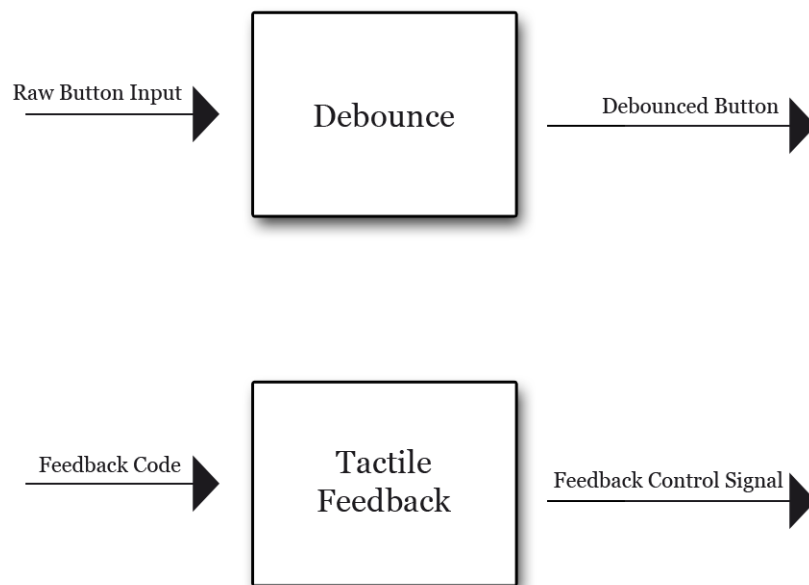 Raw Button Input
Debounce
Debounced Button
Feedback Code
Tactile
Feedback
Feedback Control Signal